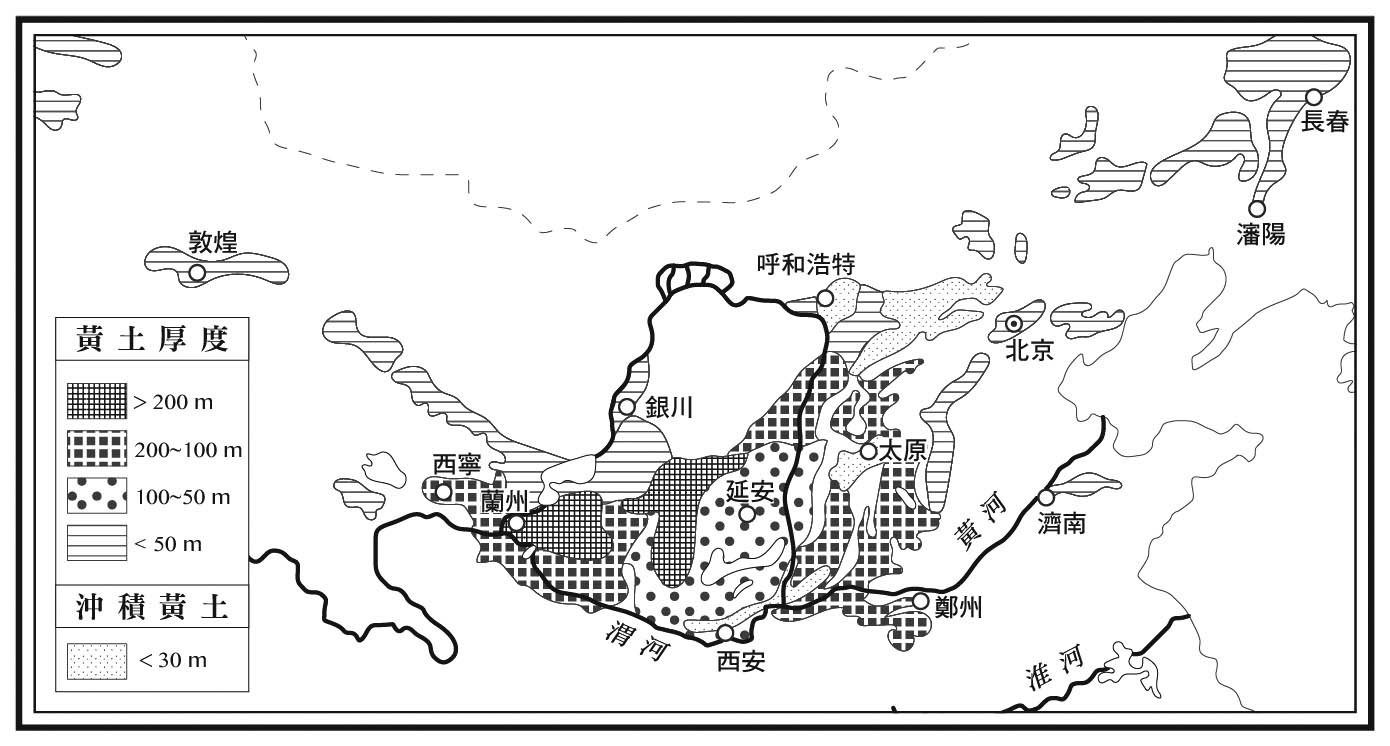 長春
瀋陽
敦煌
呼和浩特
北京
銀川
太原
西寧
蘭州
延安
濟南
黃河
鄭州
渭河
西安
淮河
黃土厚度
> 200 m
200~100 m
100~50 m
< 50 m
沖積黃土
< 30 m